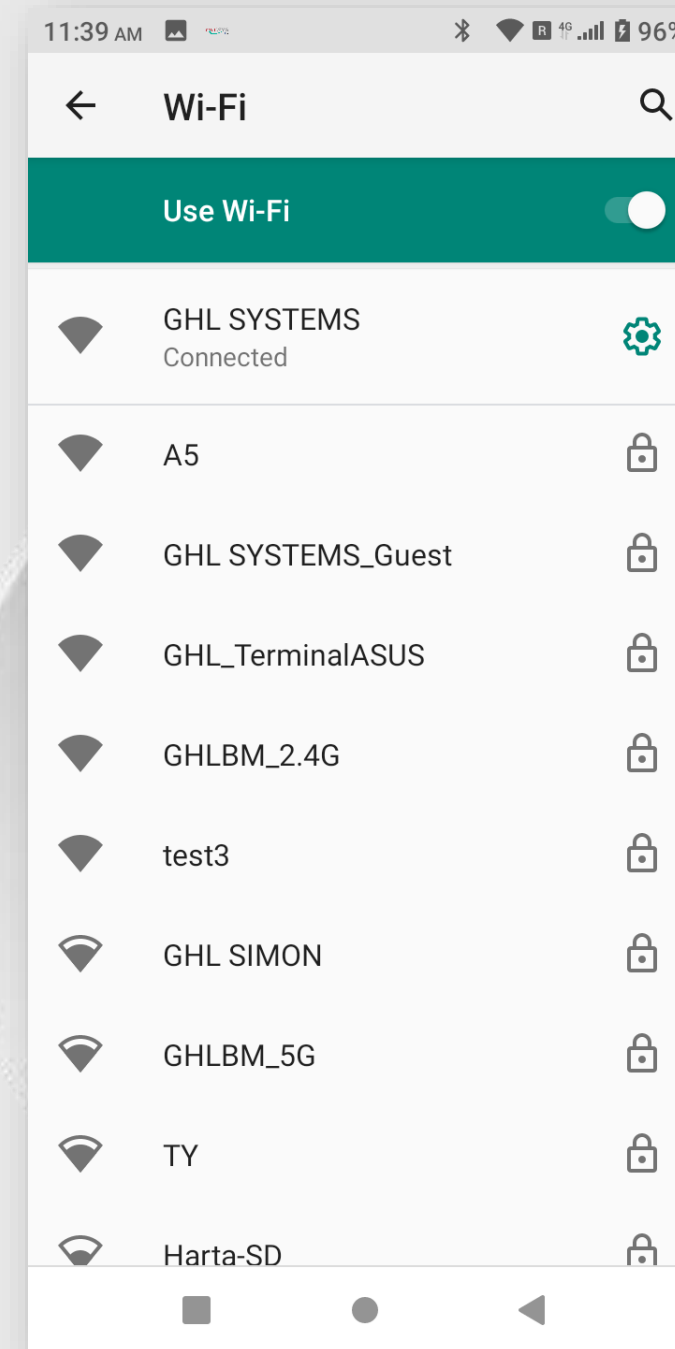 11:39 AM
R 4G 96%
Wi-Fi
Use Wi-Fi
GHL SYSTEMS
Connected
A5
GHL SYSTEMS_Guest
GHL_TerminalASUS
GHLBM_2.4G
test3
GHL SIMON
GHLBM_5G
TY
Harta-SD